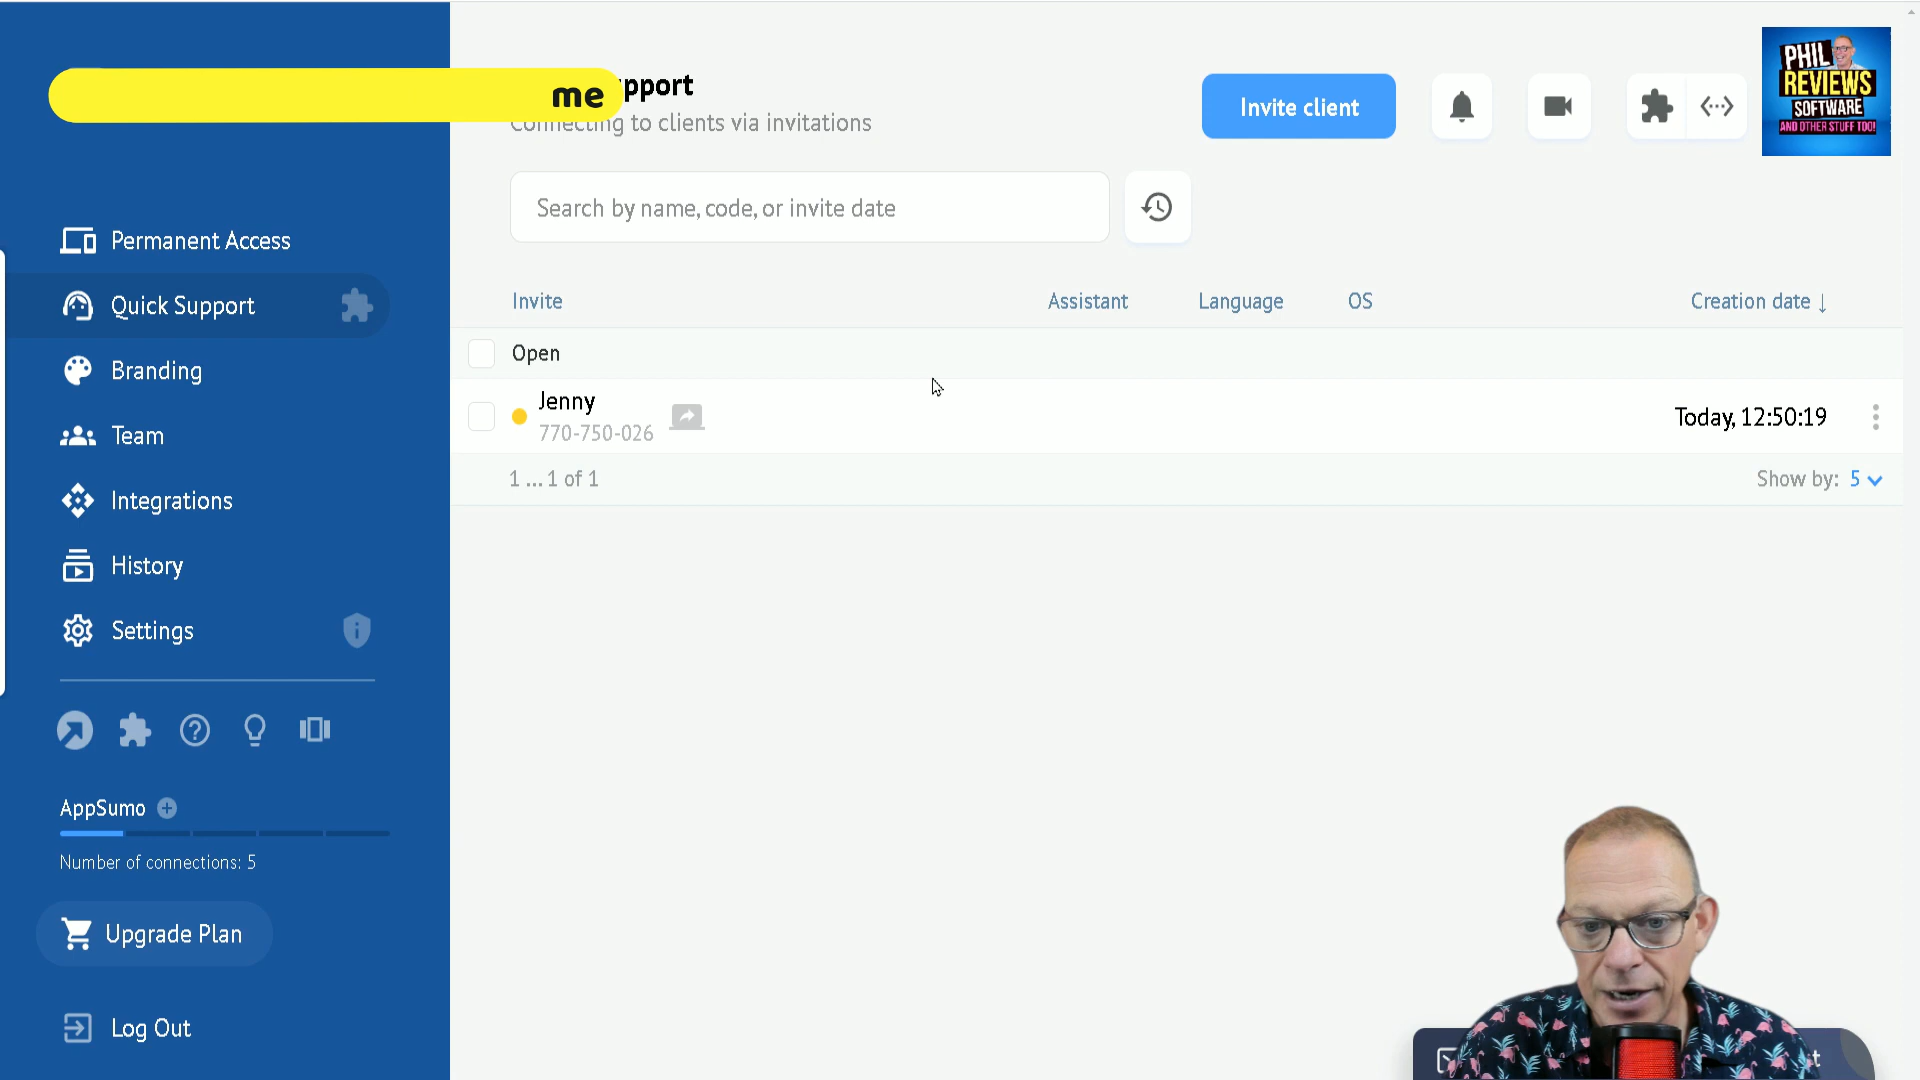 me
pport
Connecting to clients via invitations
Invite client
PHIL
REVIEWS
SOFTWARE
AND OTHER STUFF TOO!
Search by name, code, or invite date
Permanent Access
Quick Support
Branding
Team
Integrations
History
Settings
Invite Assistant Language OS Creation date ↓
Open
Jenny
770-750-026
Today, 12:50:19
1 ... 1 of 1
Show by: 5
AppSumo
Number of connections: 5
Upgrade Plan
Log Out